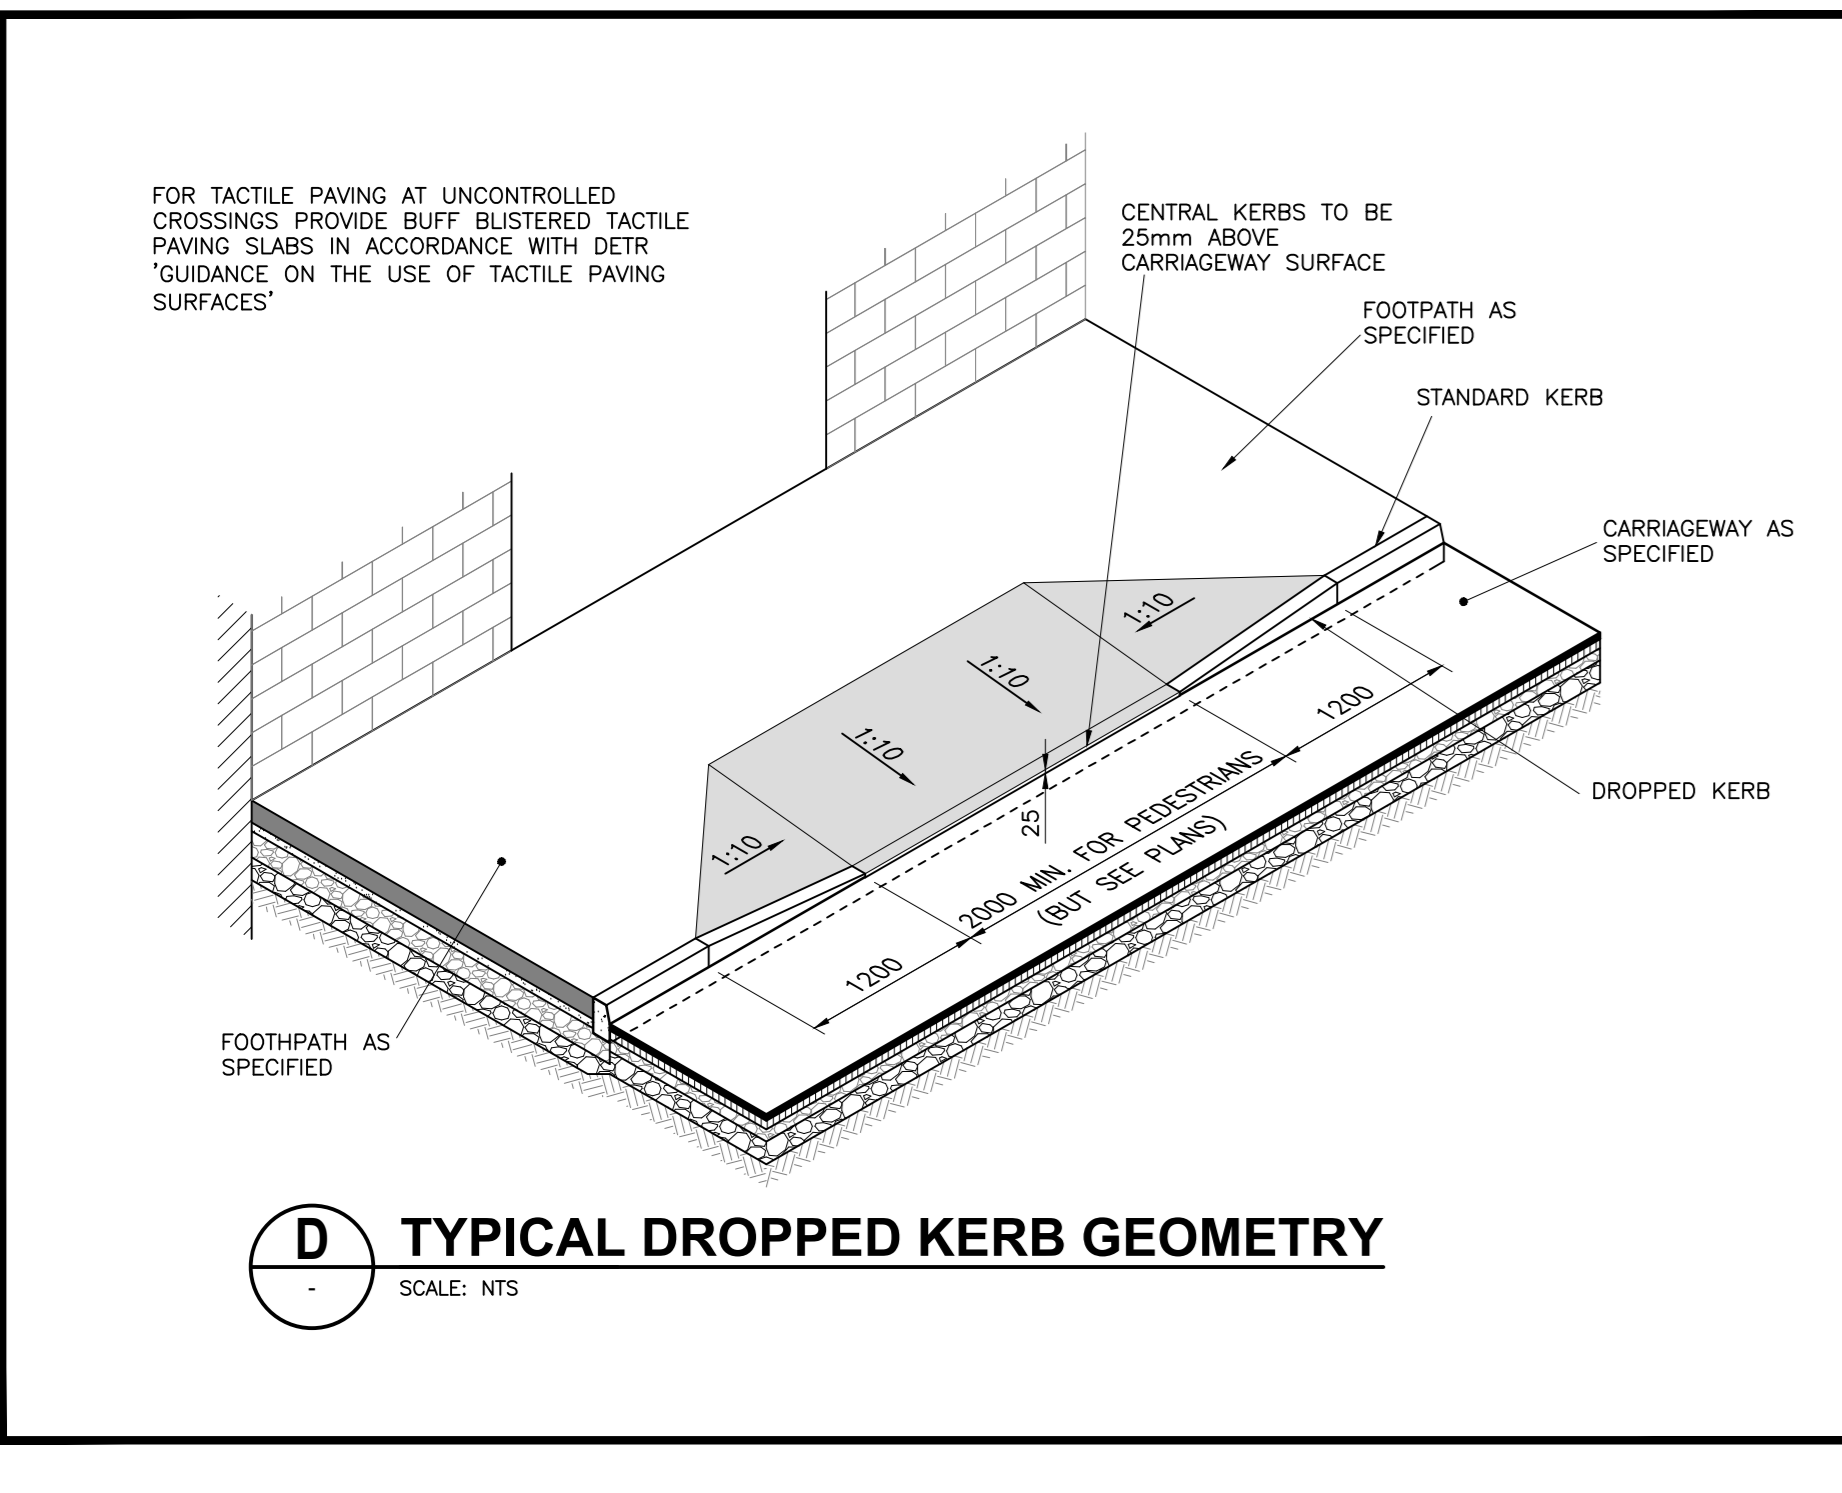 FOR TACTILE PAVING AT UNCONTROLLED
CROSSINGS PROVIDE BUFF BLISTERED TACTILE
PAVING SLABS IN ACCORDANCE WITH DETR
'GUIDANCE ON THE USE OF TACTILE PAVING
SURFACES'
CENTRAL KERBS TO BE
25mm ABOVE
CARRIAGEWAY SURFACE
FOOTPATH AS
SPECIFIED
STANDARD KERB
CARRIAGEWAY AS
SPECIFIED
1:10
1:10
1:10
1:10
1200
DROPPED KERB
25
2000 MIN. FOR PEDESTRIANS
(BUT SEE PLANS)
1200
FOOTHPATH AS
SPECIFIED
D
-
TYPICAL DROPPED KERB GEOMETRY
SCALE: NTS